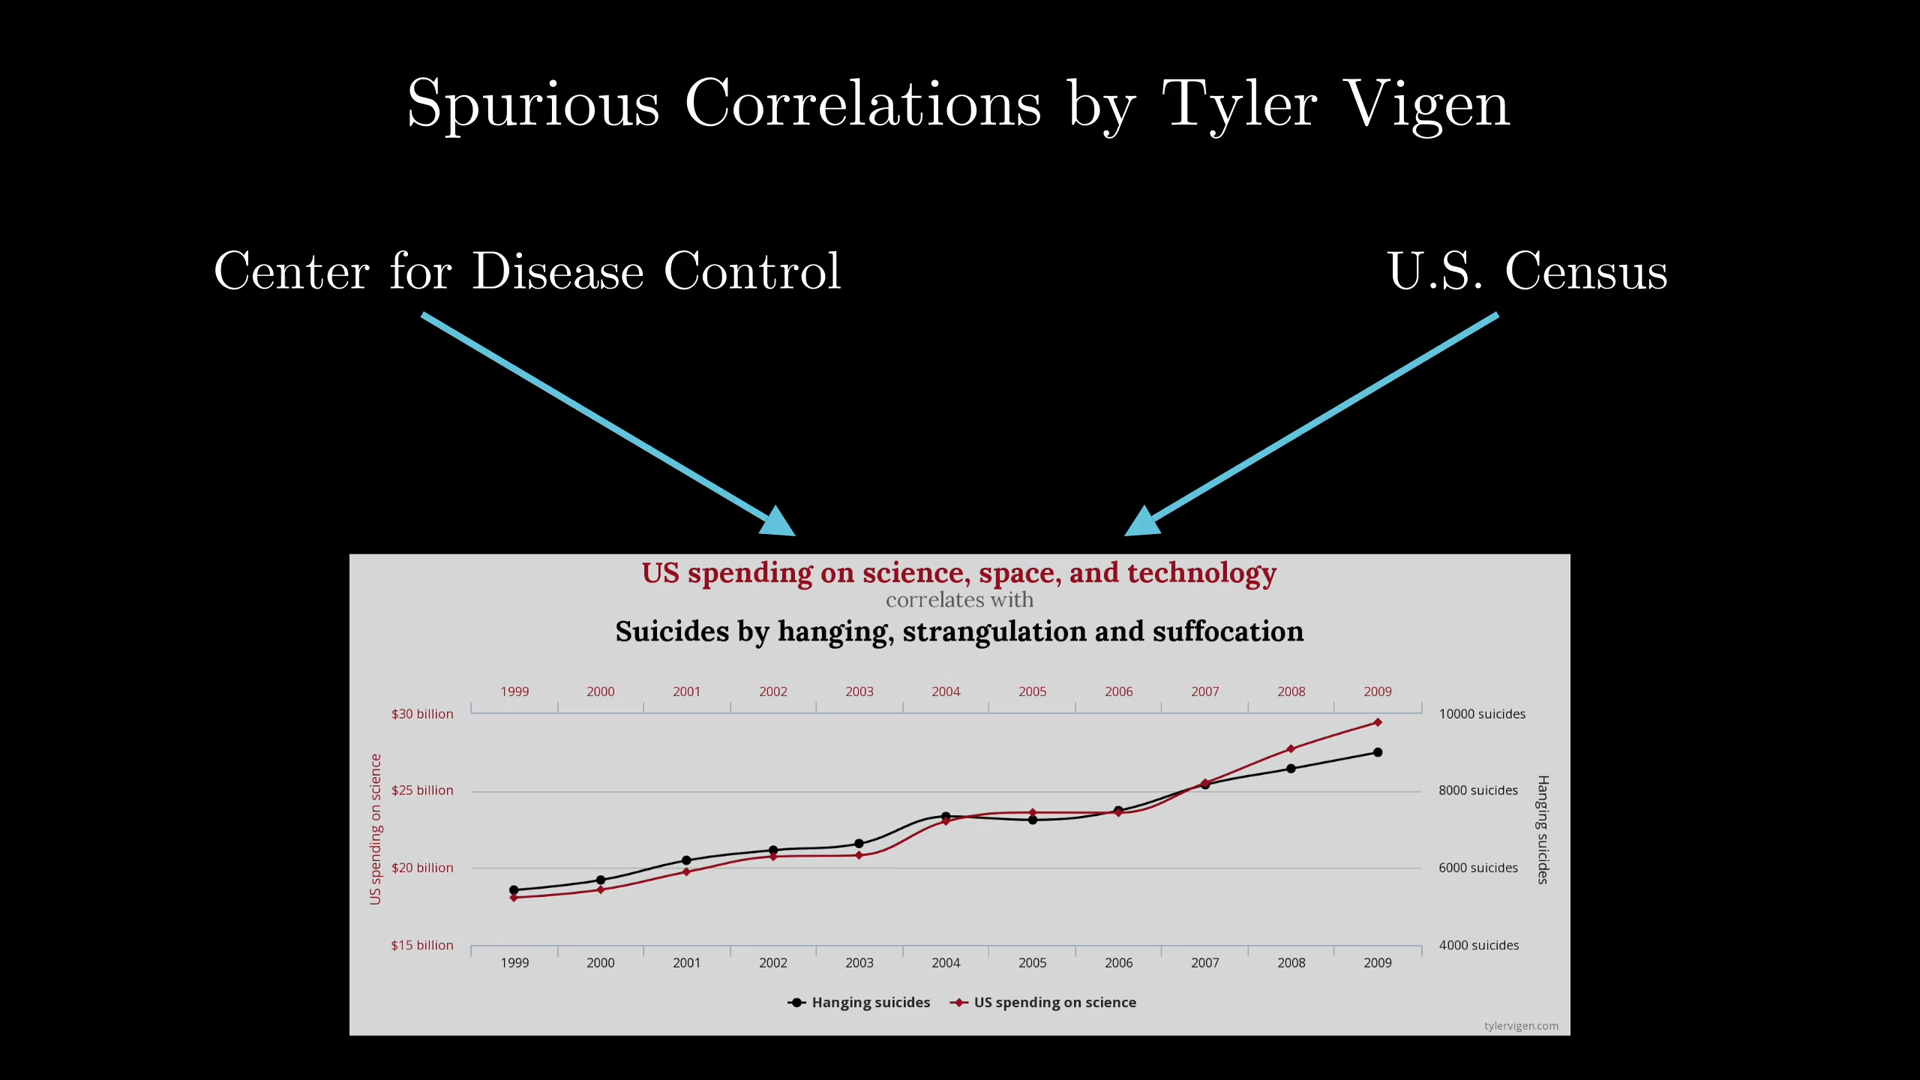 Spurious Correlations by Tyler Vigen
Center for Disease Control
U.S. Census
US spending on science, space, and technology
correlates with
Suicides by hanging, strangulation and suffocation
1999 2000 2001 2002 2003 2004 2005 2006 2007 2008 2009
$30 billion
$25 billion
$20 billion
$15 billion
US spending on science
10000 suicides
8000 suicides
6000 suicides
4000 suicides
Hanging suicides
1999 2000 2001 2002 2003 2004 2005 2006 2007 2008 2009
Hanging suicides US spending on science
tylervigen.com